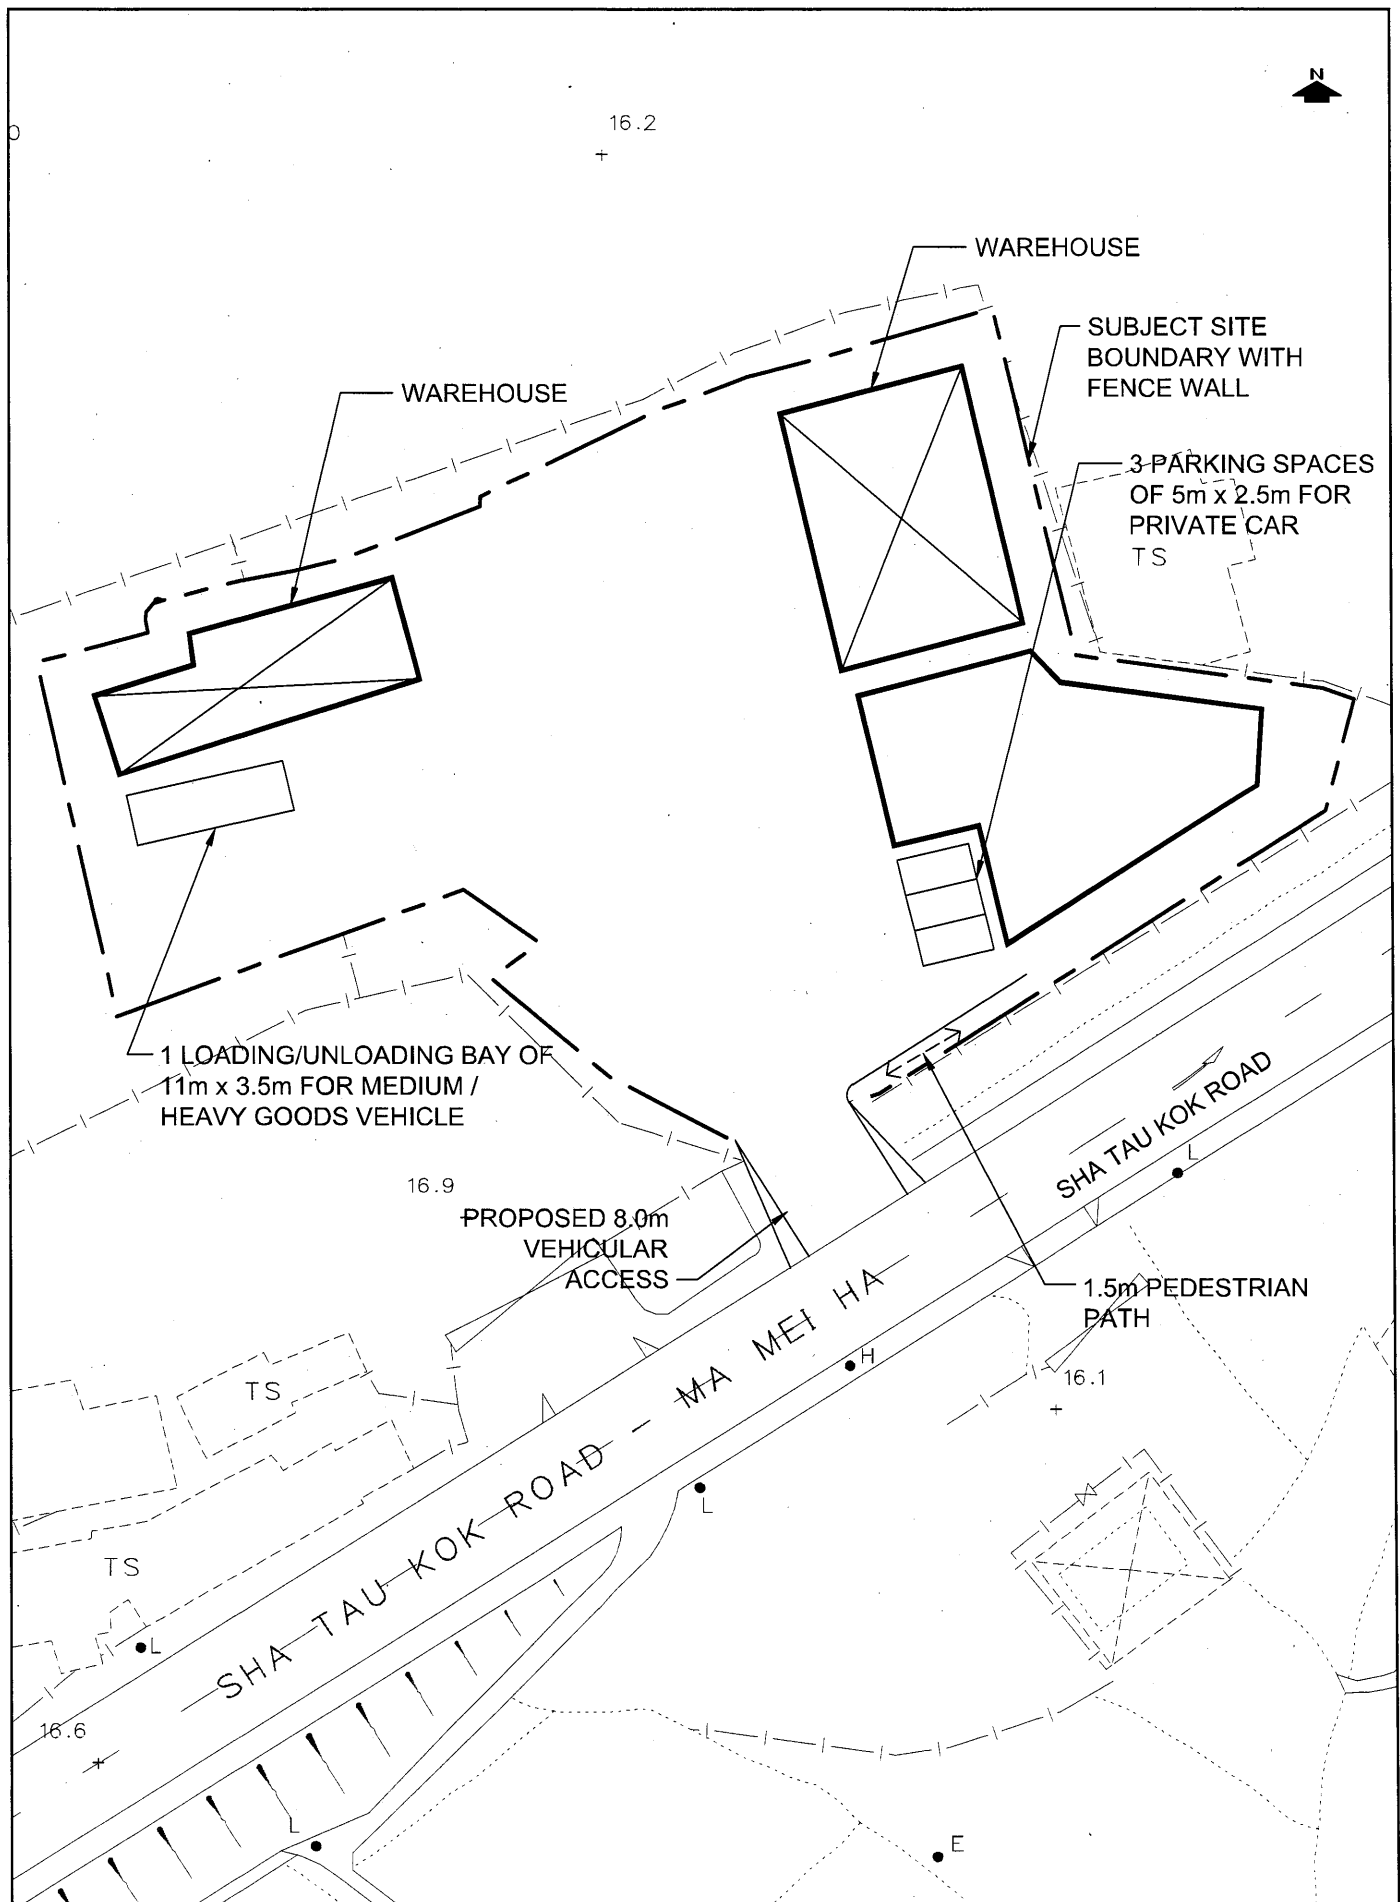 N
16.2
WAREHOUSE
SUBJECT SITE
BOUNDARY WITH
FENCE WALL
WAREHOUSE
3 PARKING SPACES
OF 5m x 2.5m FOR
PRIVATE CAR
TS
1 LOADING/UNLOADING BAY OF
11m x 3.5m FOR MEDIUM /
HEAVY GOODS VEHICLE
SHA TAU KOK ROAD
L
16.9
PROPOSED 8.0m
VEHICULAR
ACCESS
1.5m PEDESTRIAN
PATH
H
16.1
TS
SHA TAU KOK ROAD - MA MEI HA
L
TS
L
16.6
L
E